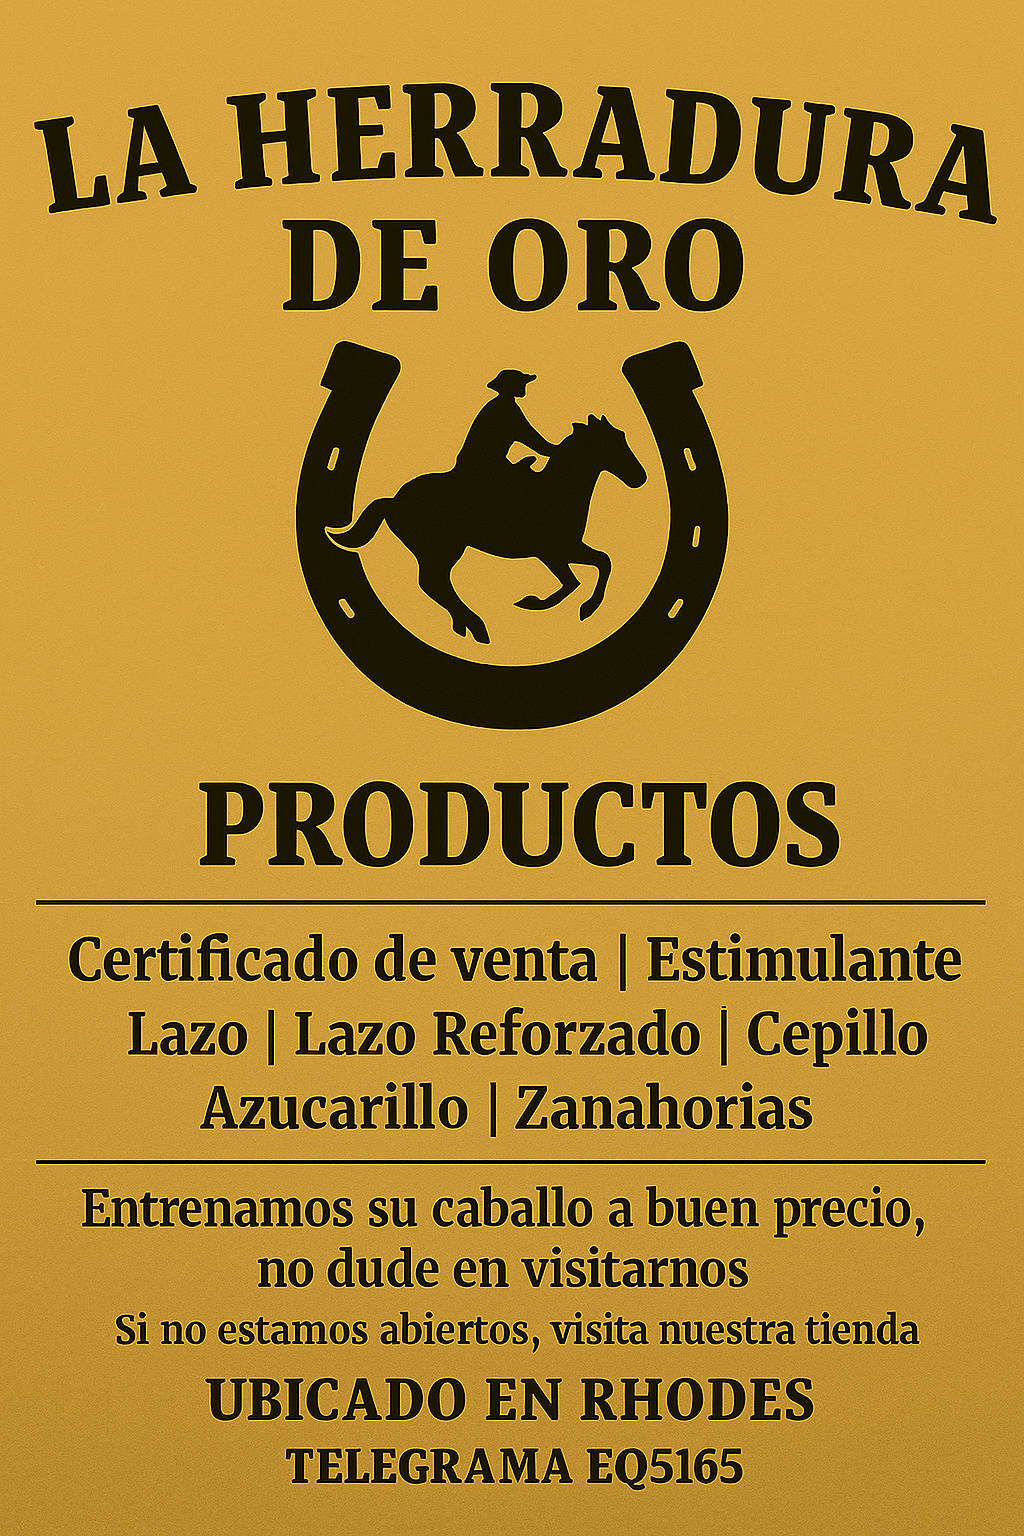 LA HERRADURA
DE ORO
PRODUCTOS
Certificado de venta | Estimulante
Lazo | Lazo Reforzado | Cepillo
Azucarillo | Zanahorias
Entrenamos su caballo a buen precio,
no dude en visitarnos
Si no estamos abiertos, visita nuestra tienda
UBICADO EN RHODES
TELEGRAMA EQ5165